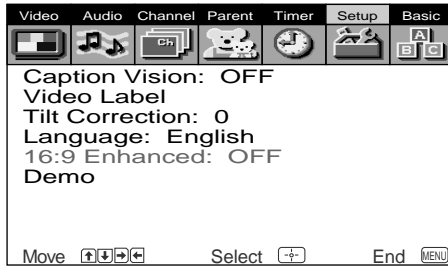 Video Audio Channel Parent Timer Setup Basic
Ch A B C
Caption Vision: OFF
Video Label
Tilt Correction: 0
Language: English
16:9 Enhanced: OFF
Demo
Move Select End MENU